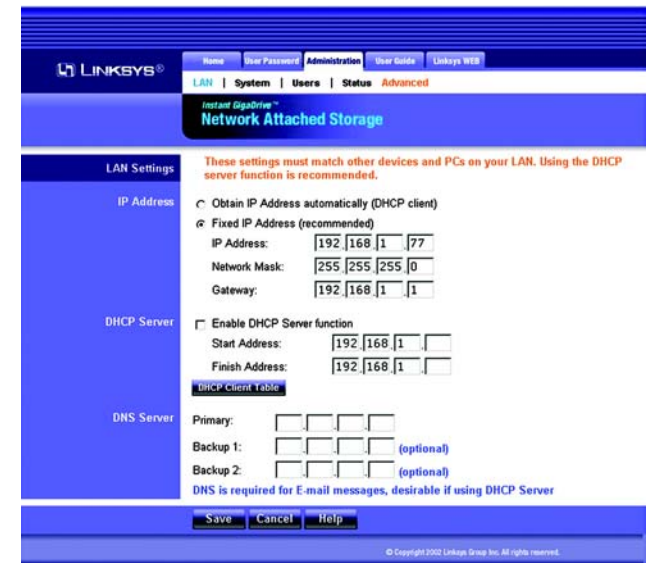 LINKSYS®
Home User Password Administration User Guide Linksys WEB
LAN | System | Users | Status Advanced
Instant GigaDrive™
Network Attached Storage
LAN Settings
These settings must match other devices and PCs on your LAN. Using the DHCP
server function is recommended.
IP Address
Obtain IP Address automatically (DHCP client)
Fixed IP Address (recommended)
IP Address: 192.168.1.77
Network Mask: 255.255.255.0
Gateway: 192.168.1.1
DHCP Server
Enable DHCP Server function
Start Address: 192.168.1.
Finish Address: 192.168.1.
DHCP Client Table
DNS Server
Primary: . . .
Backup 1: . . . (optional)
Backup 2: . . . (optional)
DNS is required for E-mail messages, desirable if using DHCP Server
Save Cancel Help
© Copyright 2002 Linksys Group Inc. All rights reserved.